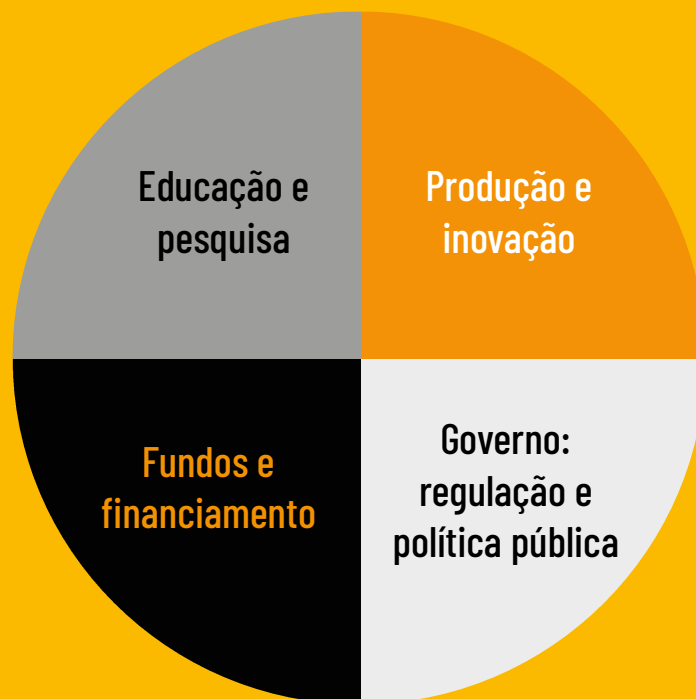 Educação e
pesquisa
Produção e
inovação
Fundos e
financiamento
Governo:
regulação e
política pública